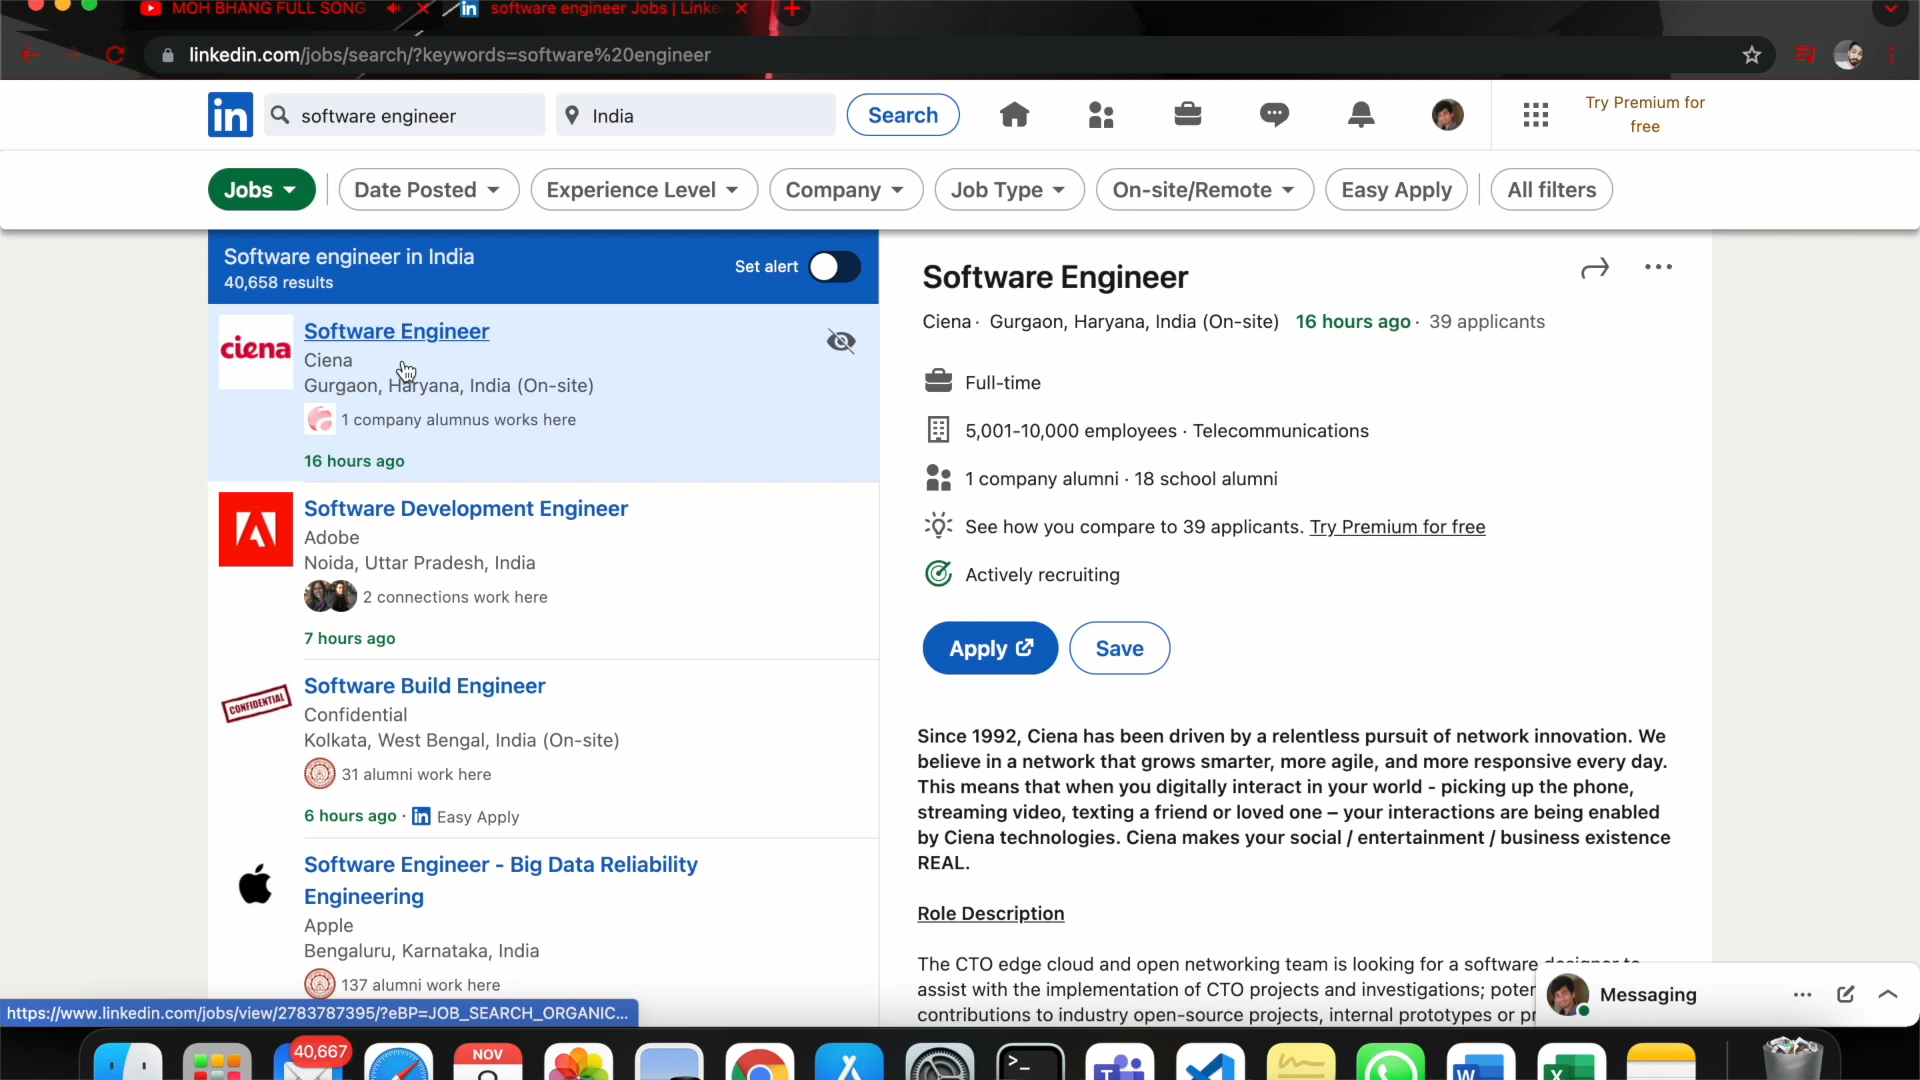 MOH BHANG FULL SONG
software engineer Jobs | Linke
linkedin.com/jobs/search/?keywords=software%20engineer
in
software engineer
India
Search
Try Premium for
free
Jobs
Date Posted
Experience Level
Company
Job Type
On-site/Remote
Easy Apply
All filters
Software engineer in India
40,658 results
Set alert
ciena
Software Engineer
Ciena
Gurgaon, Haryana, India (On-site)
1 company alumnus works here
16 hours ago
Software Development Engineer
Adobe
Noida, Uttar Pradesh, India
2 connections work here
7 hours ago
CONFIDENTIAL
Software Build Engineer
Confidential
Kolkata, West Bengal, India (On-site)
31 alumni work here
6 hours ago · in Easy Apply
Software Engineer - Big Data Reliability
Engineering
Apple
Bengaluru, Karnataka, India
137 alumni work here
https://www.linkedin.com/jobs/view/2783787395/?eBP=JOB_SEARCH_ORGANIC...
Software Engineer
Ciena · Gurgaon, Haryana, India (On-site) 16 hours ago · 39 applicants
Full-time
5,001-10,000 employees · Telecommunications
1 company alumni · 18 school alumni
See how you compare to 39 applicants. Try Premium for free
Actively recruiting
Apply
Save
Since 1992, Ciena has been driven by a relentless pursuit of network innovation. We
believe in a network that grows smarter, more agile, and more responsive every day.
This means that when you digitally interact in your world - picking up the phone,
streaming video, texting a friend or loved one – your interactions are being enabled
by Ciena technologies. Ciena makes your social / entertainment / business existence
REAL.
Role Description
The CTO edge cloud and open networking team is looking for a software
assist with the implementation of CTO projects and investigations;
contributions to industry open-source projects, internal prototypes or
Messaging
40,667
NOV